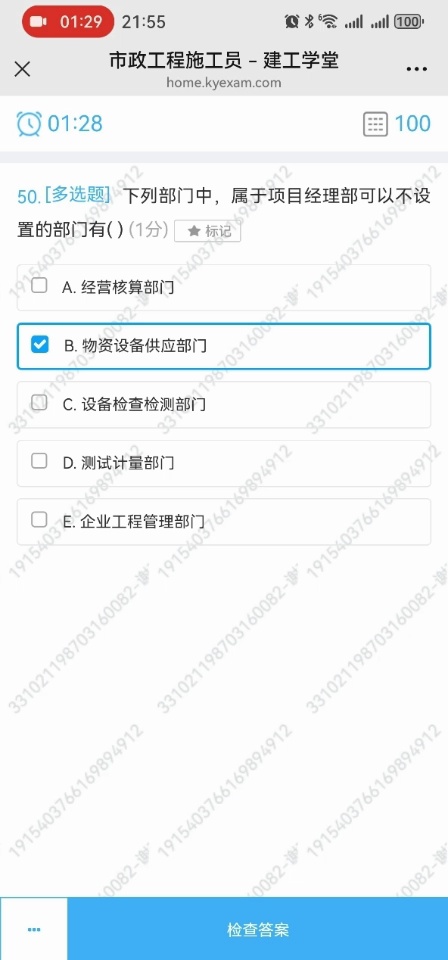 01:29 21:55 6 100
市政工程施工员 – 建工学堂
home.kyexam.com
01:28 100
50. [多选题] 下列部门中，属于项目经理部可以不设
置的部门有( ) (1分) ★ 标记
A. 经营核算部门
B. 物资设备供应部门
C. 设备检查检测部门
D. 测试计量部门
E. 企业工程管理部门
1915403766169894912
331021198703160082-谢
检查答案